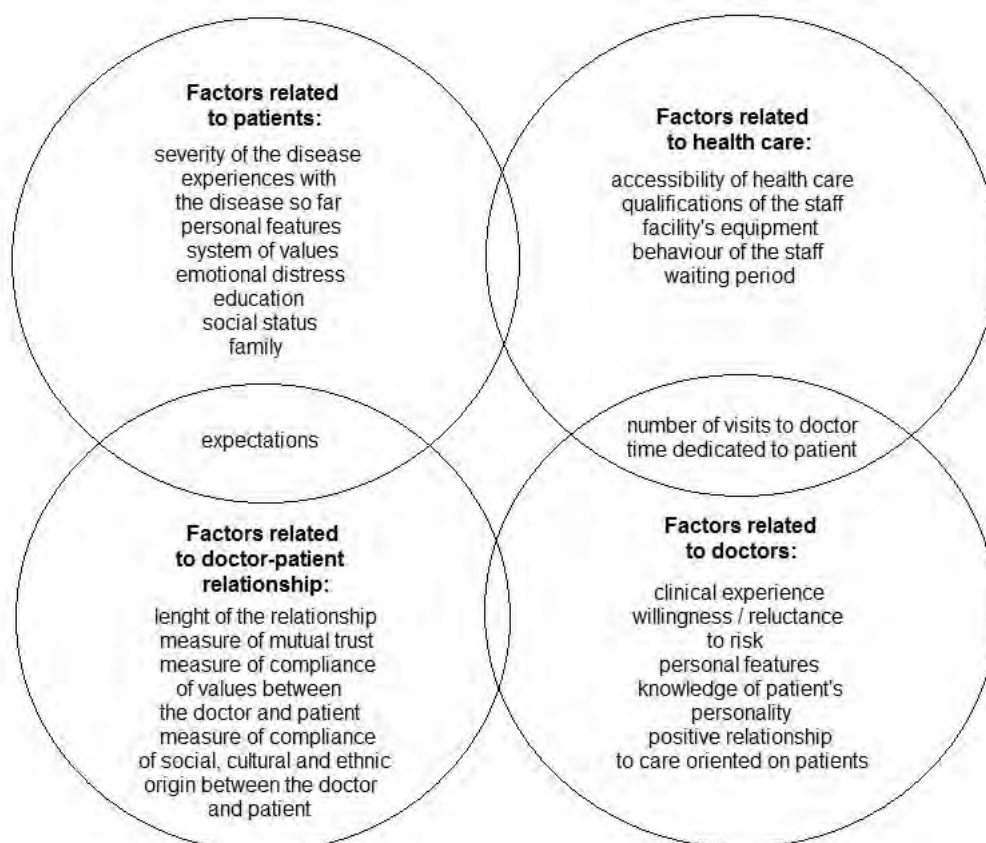 Factors related
to patients:
severity of the disease
experiences with
the disease so far
personal features
system of values
emotional distress
education
social status
family
Factors related
to health care:
accessibility of health care
qualifications of the staff
facility's equipment
behaviour of the staff
waiting period
expectations
number of visits to doctor
time dedicated to patient
Factors related
to doctor-patient
relationship:
lenght of the relationship
measure of mutual trust
measure of compliance
of values between
the doctor and patient
measure of compliance
of social, cultural and ethnic
origin between the doctor
and patient
Factors related
to doctors:
clinical experience
willingness / reluctance
to risk
personal features
knowledge of patient's
personality
positive relationship
to care oriented on patients